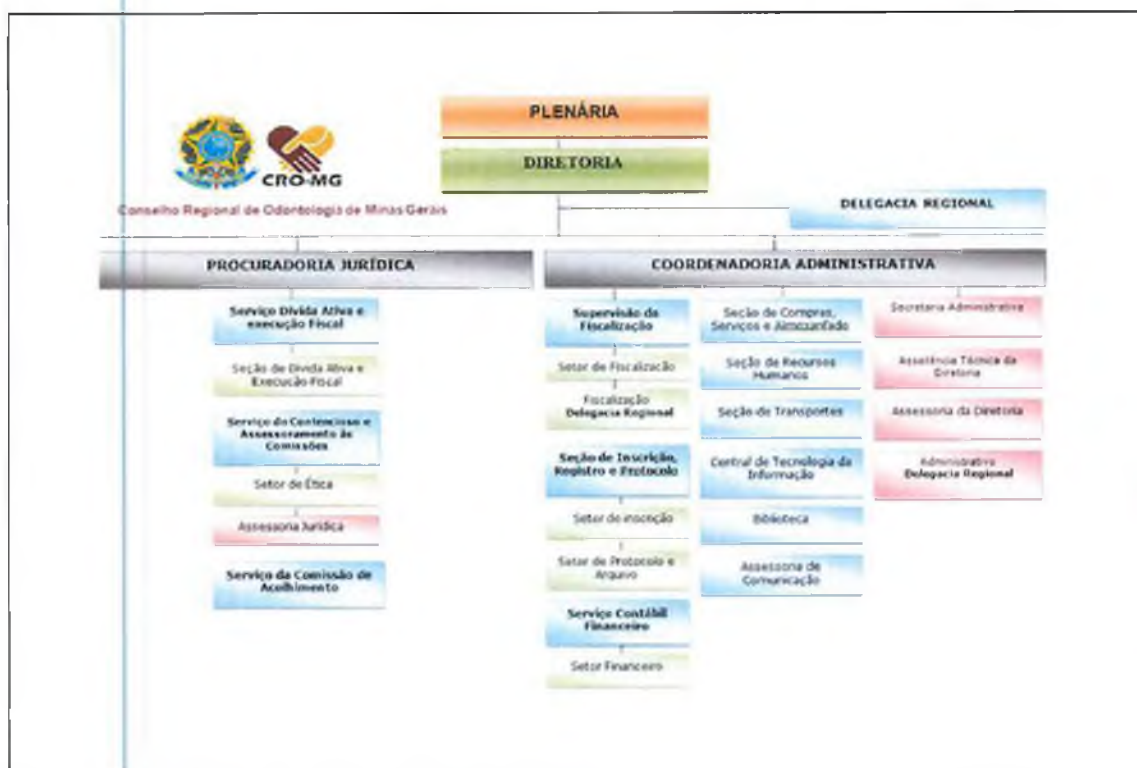 PLENÁRIA
DIRETORIA
CRO-MG
Conselho Regional de Odontologia de Minas Gerais
DELEGACIA REGIONAL
PROCURADORIA JURÍDICA
Serviço Dívida Ativa e
execução Fiscal
Seção de Dívida Ativa e
Execução Fiscal
Serviço do Contencioso e
Assessoramento às
Comissões
Setor de Ética
Assessoria Jurídica
Serviço da Comissão de
Acolhimento
COORDENADORIA ADMINISTRATIVA
Supervisão da
Fiscalização
Setor de Fiscalização
Fiscalização
Delegacia Regional
Seção de Inscrição,
Registro e Protocolo
Setor de inscrição
Setor de Protocolo e
Arquivo
Serviço Contábil
Financeiro
Setor Financeiro
Seção de Compras,
Serviços e Almoxarifado
Seção de Recursos
Humanos
Seção de Transportes
Central de Tecnologia da
Informação
Biblioteca
Assessoria de
Comunicação
Secretaria Administrativa
Assistência Técnica da
Diretoria
Assessoria da Diretoria
Administrativo
Delegacia Regional